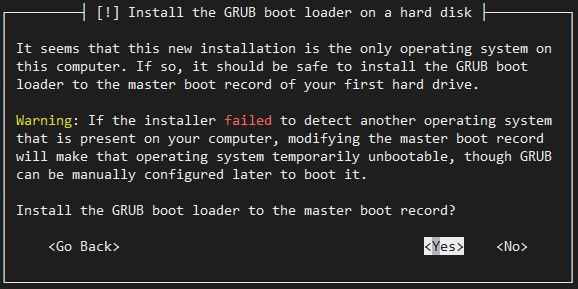 [!] Install the GRUB boot loader on a hard disk
It seems that this new installation is the only operating system on
this computer. If so, it should be safe to install the GRUB boot
loader to the master boot record of your first hard drive.
Warning: If the installer failed to detect another operating system
that is present on your computer, modifying the master boot record
will make that operating system temporarily unbootable, though GRUB
can be manually configured later to boot it.
Install the GRUB boot loader to the master boot record?
<Go Back> <Yes> <No>